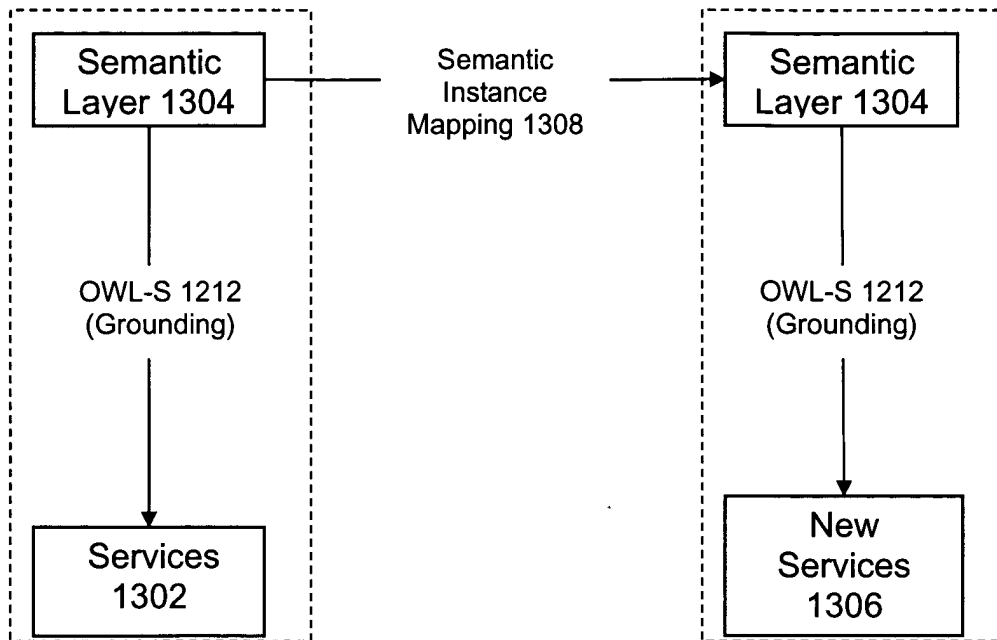 Semantic
Layer 1304
Semantic
Instance
Mapping 1308
Semantic
Layer 1304
OWL-S 1212
(Grounding)
OWL-S 1212
(Grounding)
Services
1302
New
Services
1306